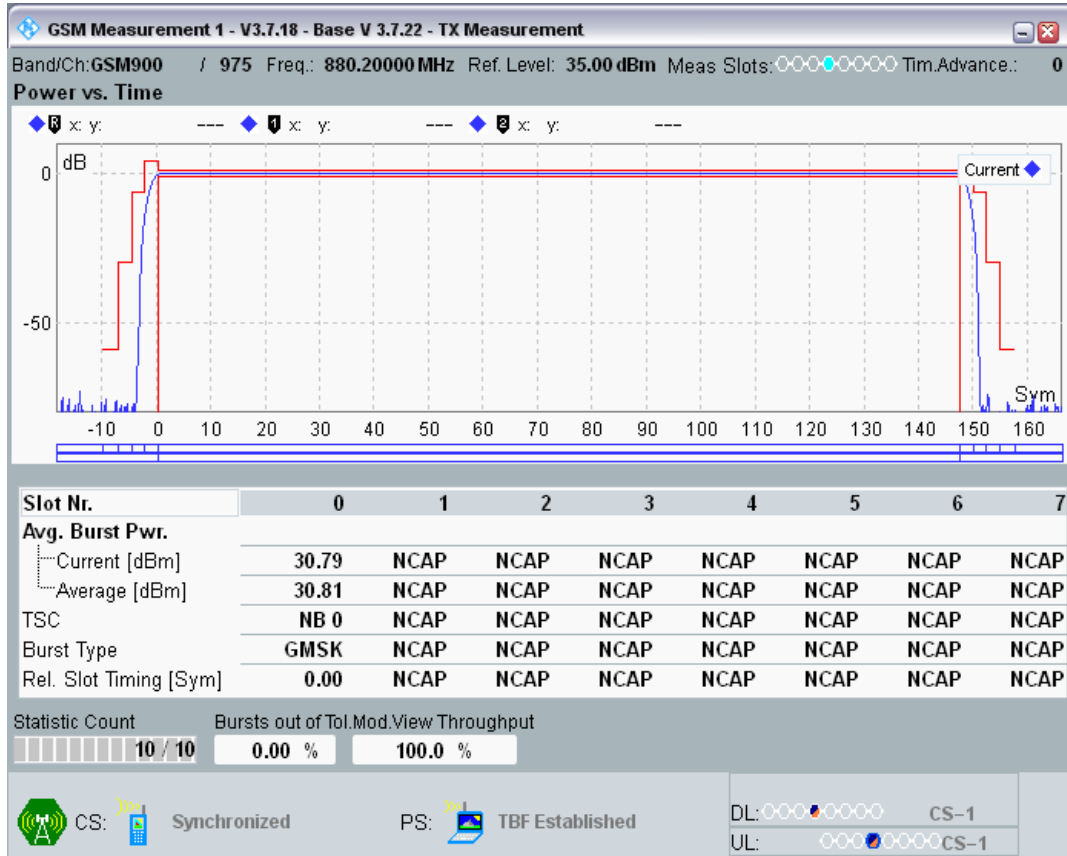 GSM Measurement 1 - V3.7.18 - Base V 3.7.22 - TX Measurement
Band/Ch:GSM900 / 975 Freq.: 880.20000 MHz Ref. Level: 35.00 dBm Meas Slots: Tim.Advance.: 0
Power vs. Time
R x: y: --- 1 x: y: --- 2 x: y: ---
dB
0
Current
-50
Sym
-10 0 10 20 30 40 50 60 70 80 90 100 110 120 130 140 150 160
Slot Nr. 0 1 2 3 4 5 6 7
Avg. Burst Pwr.
Current [dBm] 30.79 NCAP NCAP NCAP NCAP NCAP NCAP NCAP
Average [dBm] 30.81 NCAP NCAP NCAP NCAP NCAP NCAP NCAP
TSC NB 0 NCAP NCAP NCAP NCAP NCAP NCAP NCAP
Burst Type GMSK NCAP NCAP NCAP NCAP NCAP NCAP NCAP
Rel. Slot Timing [Sym] 0.00 NCAP NCAP NCAP NCAP NCAP NCAP NCAP
Statistic Count Bursts out of Tol. Mod.View Throughput
10 / 10 0.00 % 100.0 %
CS: Synchronized PS: TBF Established
DL: CS-1
UL: CS-1